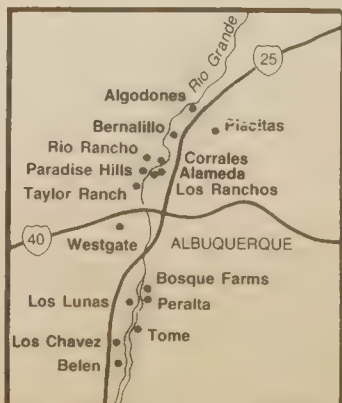 25
Rio Grande
Algodones
Bernalillo
Placitas
Rio Rancho
Corrales
Paradise Hills
Alameda
Taylor Ranch
Los Ranchos
40
Westgate
ALBUQUERQUE
Bosque Farms
Los Lunas
Peralta
Tome
Los Chavez
Belen